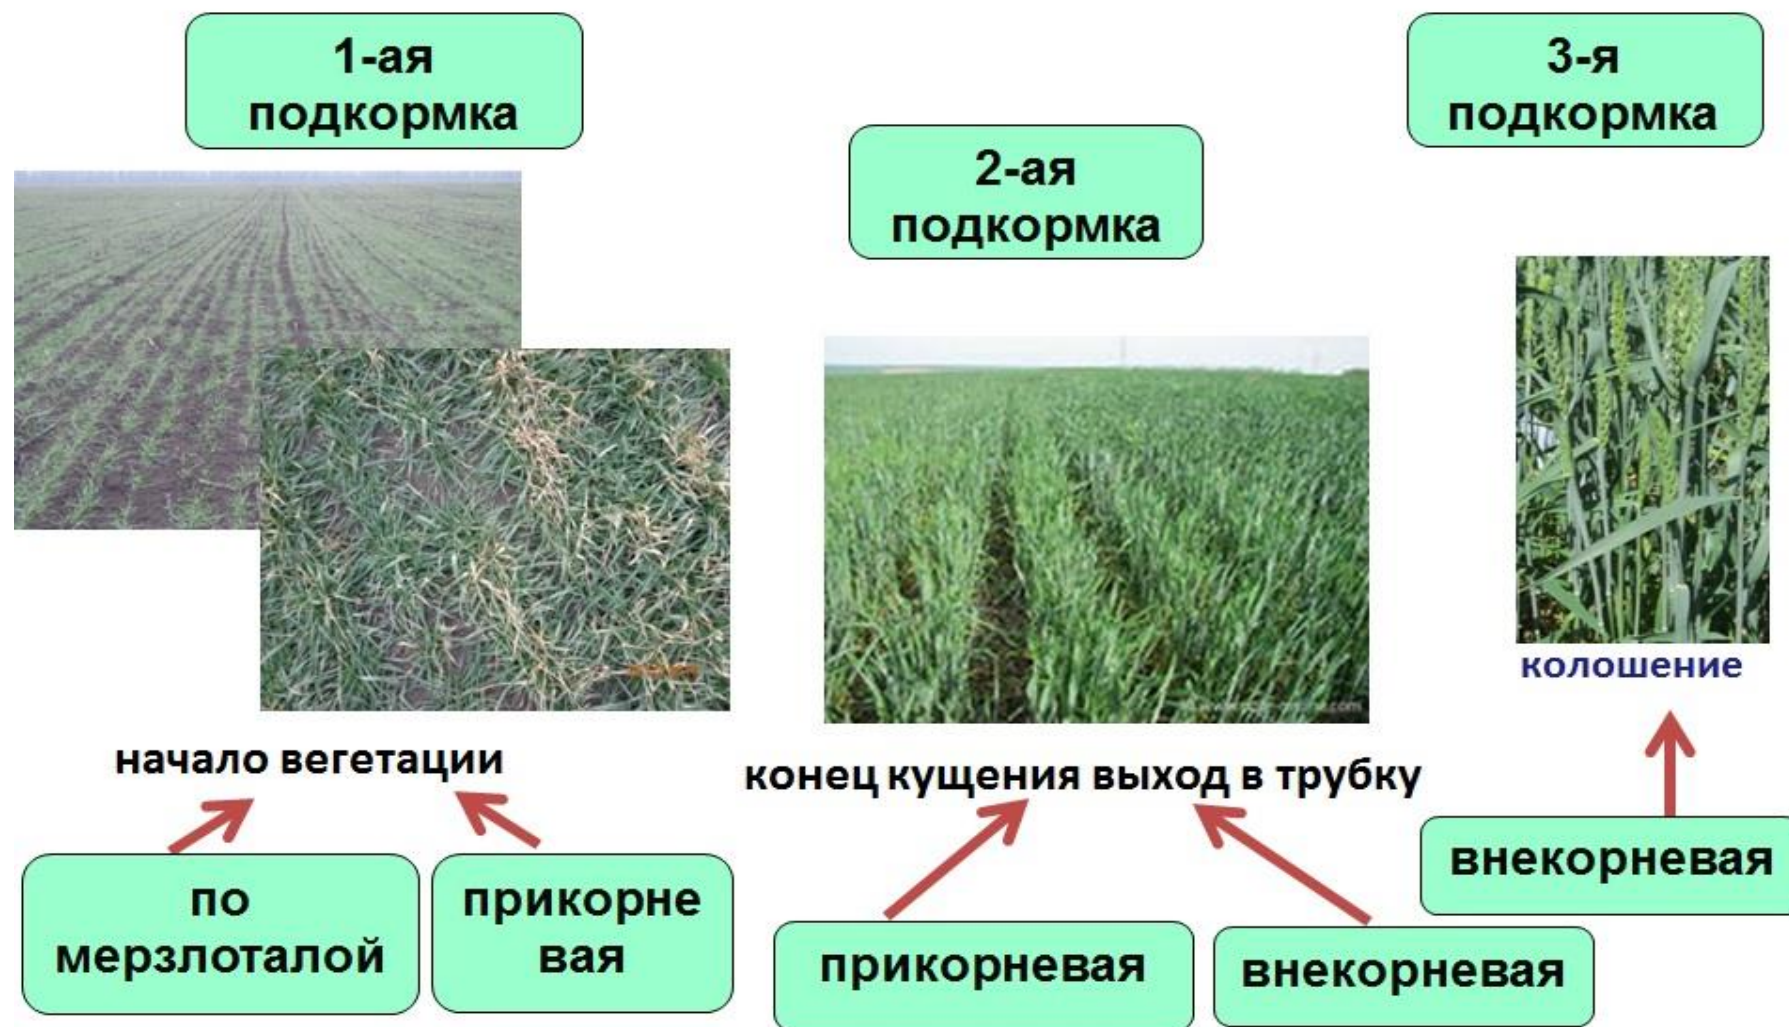 1-ая
подкормка
2-ая
подкормка
3-я
подкормка
начало вегетации
конец кущения выход в трубку
колошение
по
мерзлоталой
прикорне
вая
прикорневая
внекорневая
внекорневая